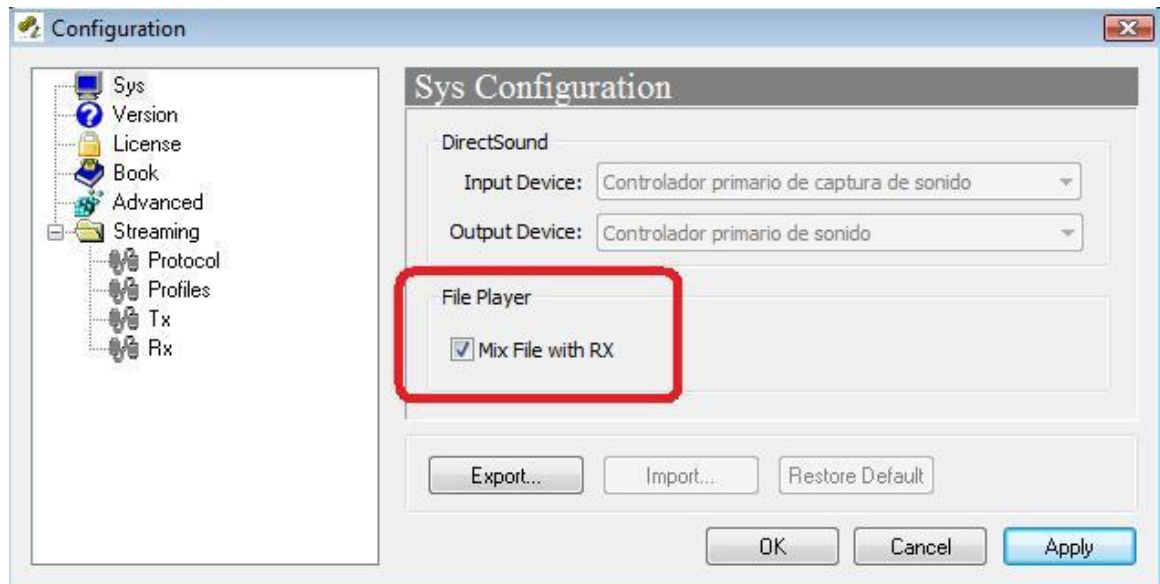 Configuration
Sys
Version
License
Book
Advanced
Streaming
Protocol
Profiles
Tx
Rx
Sys Configuration
DirectSound
Input Device: Controlador primario de captura de sonido
Output Device: Controlador primario de sonido
File Player
Mix File with RX
Export... Import... Restore Default
OK Cancel Apply